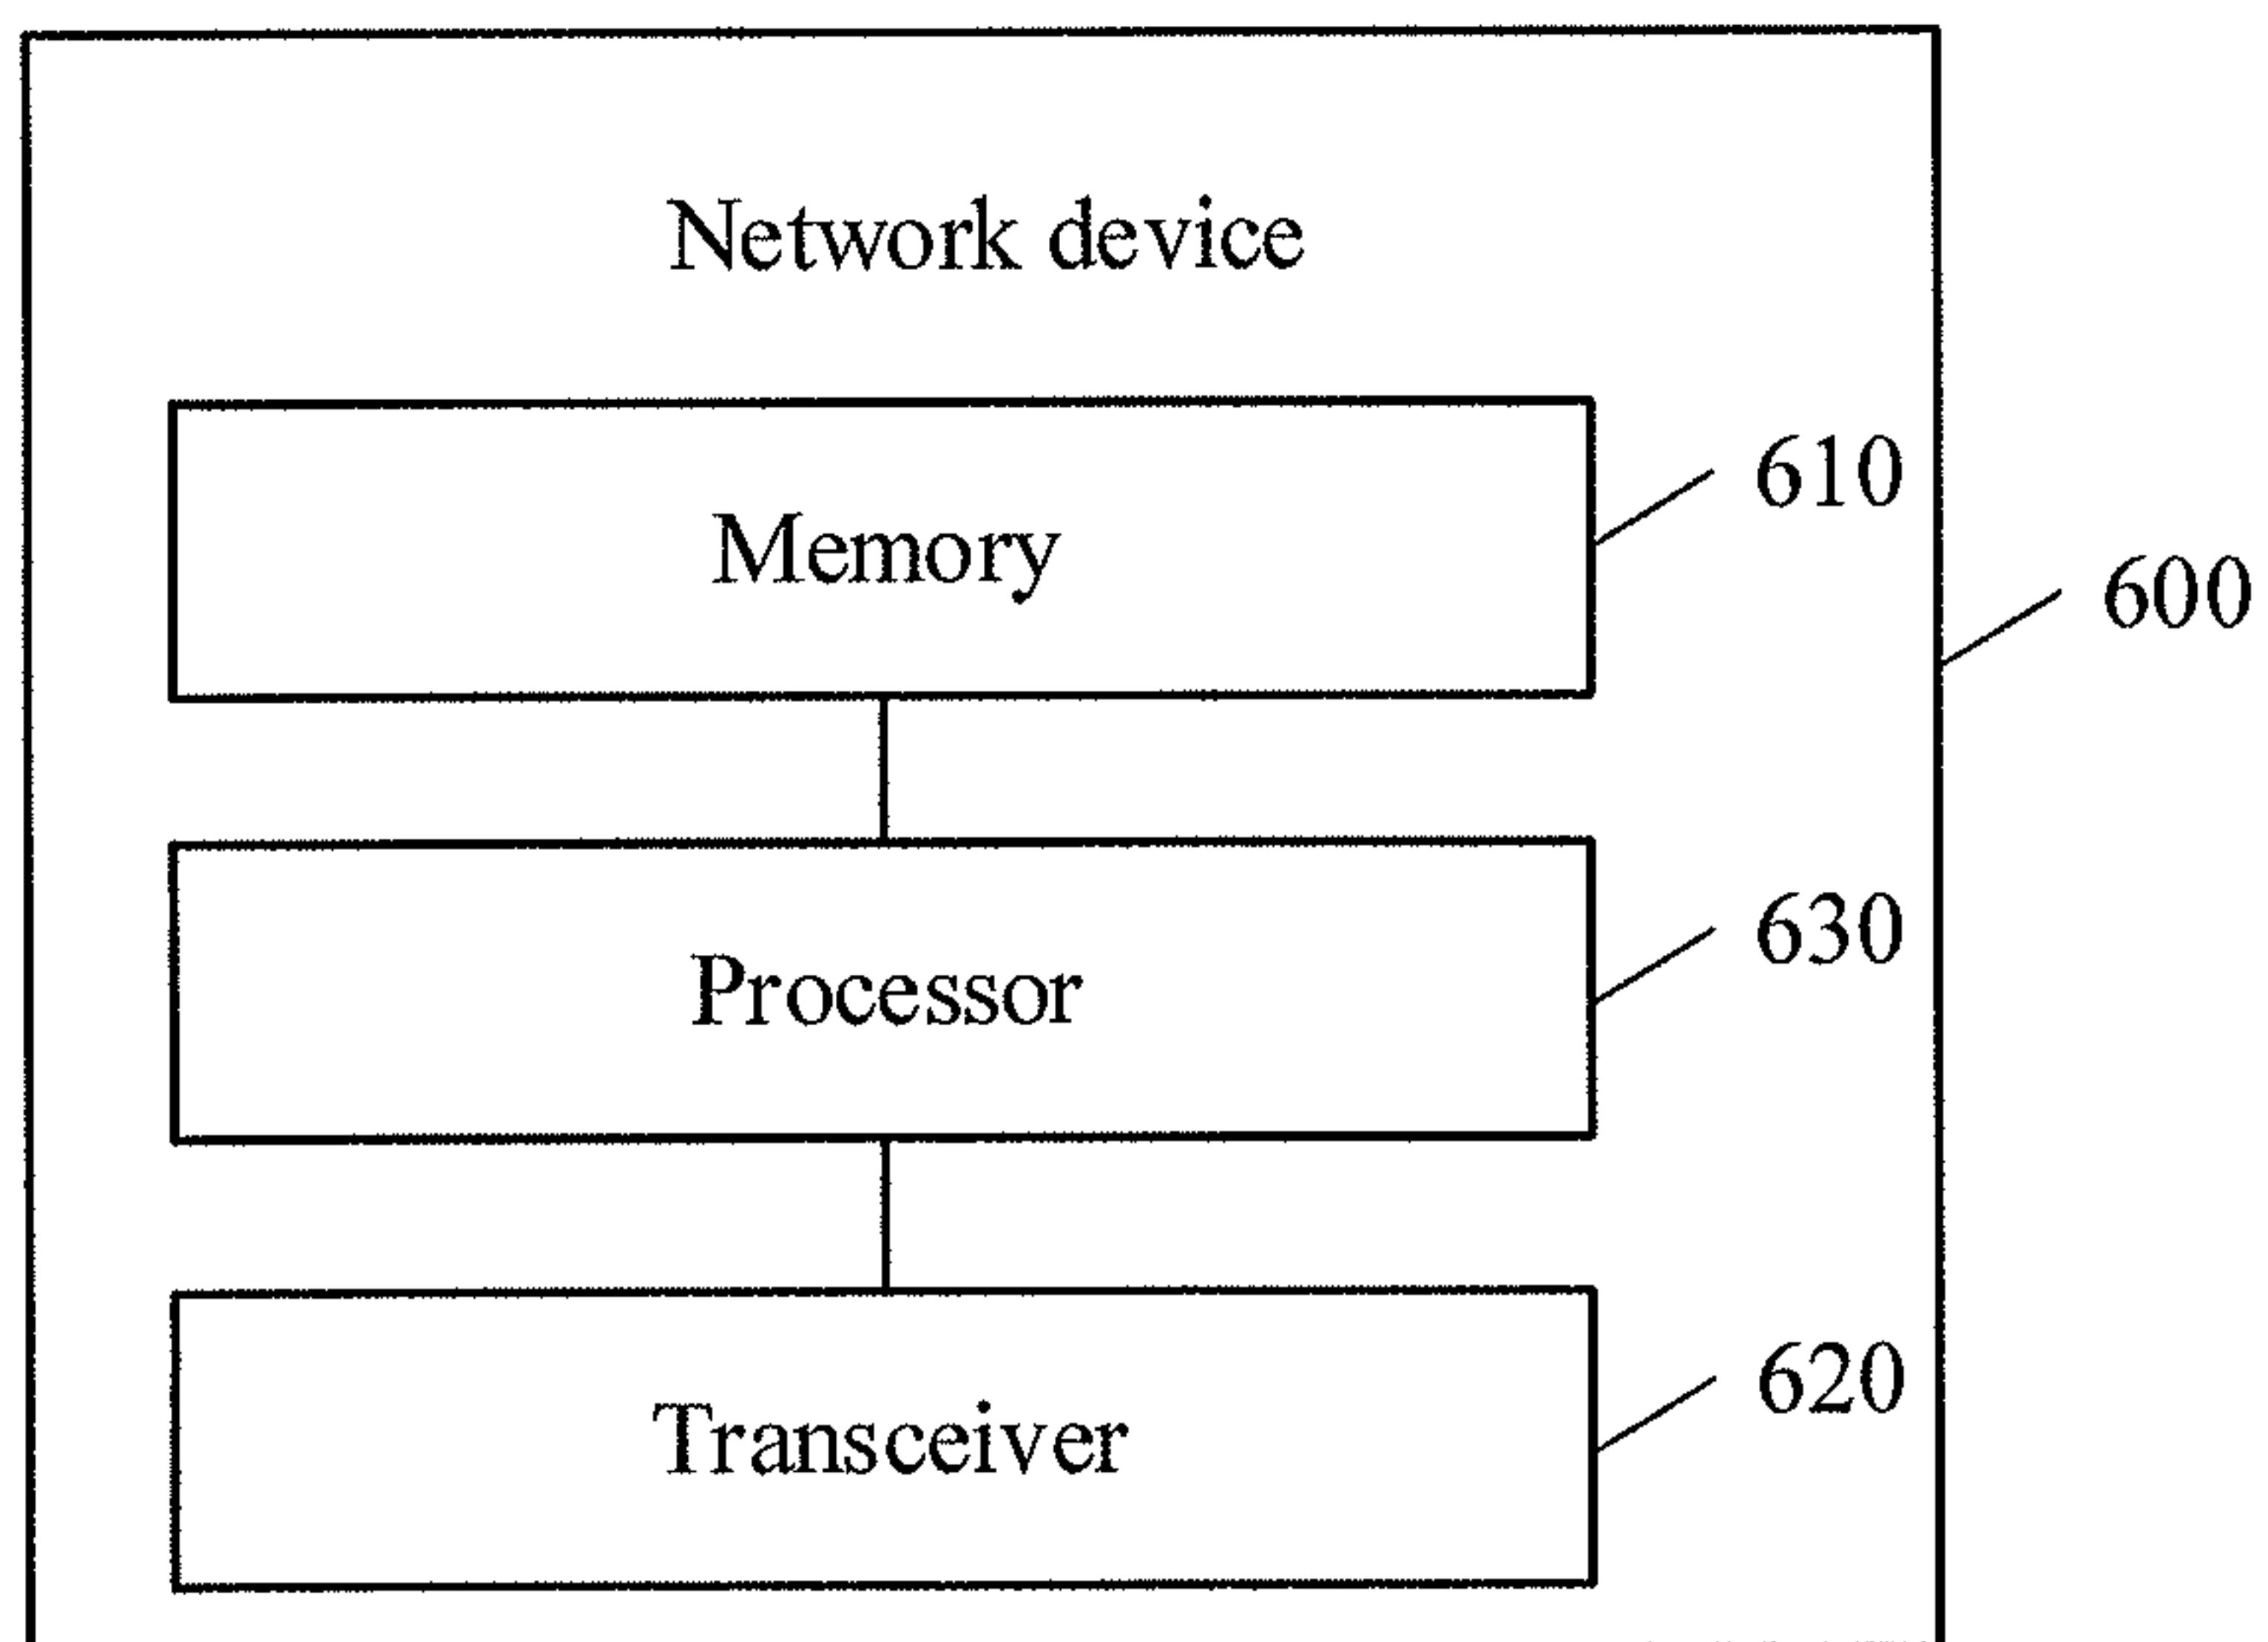 Network device
Memory
610
600
Processor
630
Transceiver
620